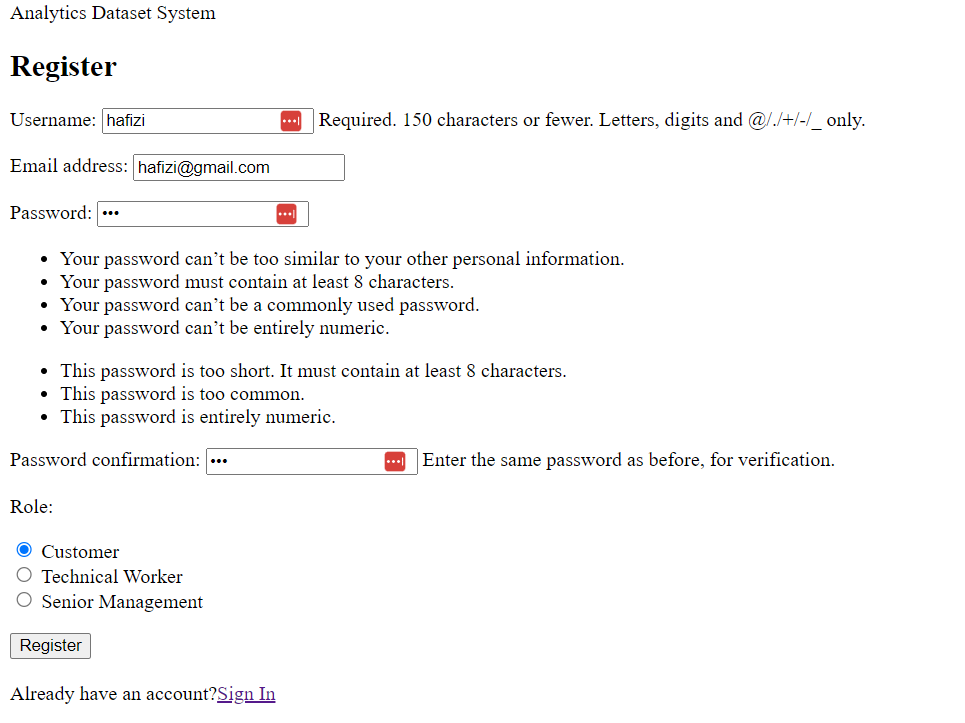 Analytics Dataset System
Register
Username: hafizi Required. 150 characters or fewer. Letters, digits and @/./+/-/_ only.
Email address: hafizi@gmail.com
Password: •••
• Your password can’t be too similar to your other personal information.
• Your password must contain at least 8 characters.
• Your password can’t be a commonly used password.
• Your password can’t be entirely numeric.
• This password is too short. It must contain at least 8 characters.
• This password is too common.
• This password is entirely numeric.
Password confirmation: ••• Enter the same password as before, for verification.
Role:
Customer
Technical Worker
Senior Management
Register
Already have an account?Sign In